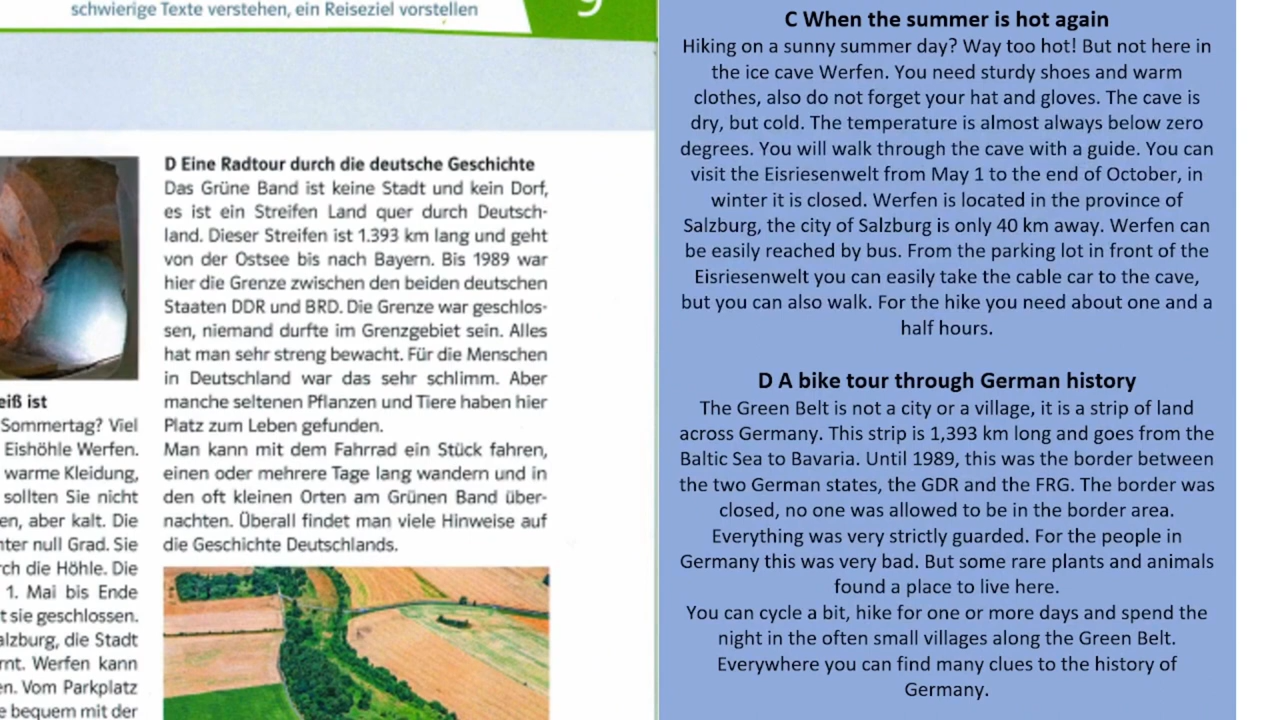 schwierige Texte verstehen, ein Reiseziel vorstellen
9
D Eine Radtour durch die deutsche Geschichte
Das Grüne Band ist keine Stadt und kein Dorf,
es ist ein Streifen Land quer durch Deutsch-
land. Dieser Streifen ist 1.393 km lang und geht
von der Ostsee bis nach Bayern. Bis 1989 war
hier die Grenze zwischen den beiden deutschen
Staaten DDR und BRD. Die Grenze war geschlos-
sen, niemand durfte im Grenzgebiet sein. Alles
hat man sehr streng bewacht. Für die Menschen
in Deutschland war das sehr schlimm. Aber
manche seltenen Pflanzen und Tiere haben hier
Platz zum Leben gefunden.
Man kann mit dem Fahrrad ein Stück fahren,
einen oder mehrere Tage lang wandern und in
den oft kleinen Orten am Grünen Band über-
nachten. Überall findet man viele Hinweise auf
die Geschichte Deutschlands.
eiß ist
Sommertag? Viel
Eishöhle Werfen.
warme Kleidung,
sollten Sie nicht
en, aber kalt. Die
nter null Grad. Sie
rch die Höhle. Die
1. Mai bis Ende
t sie geschlossen.
alzburg, die Stadt
rnt. Werfen kann
en. Vom Parkplatz
e bequem mit der
C When the summer is hot again
Hiking on a sunny summer day? Way too hot! But not here in
the ice cave Werfen. You need sturdy shoes and warm
clothes, also do not forget your hat and gloves. The cave is
dry, but cold. The temperature is almost always below zero
degrees. You will walk through the cave with a guide. You can
visit the Eisriesenwelt from May 1 to the end of October, in
winter it is closed. Werfen is located in the province of
Salzburg, the city of Salzburg is only 40 km away. Werfen can
be easily reached by bus. From the parking lot in front of the
Eisriesenwelt you can easily take the cable car to the cave,
but you can also walk. For the hike you need about one and a
half hours.
D A bike tour through German history
The Green Belt is not a city or a village, it is a strip of land
across Germany. This strip is 1,393 km long and goes from the
Baltic Sea to Bavaria. Until 1989, this was the border between
the two German states, the GDR and the FRG. The border was
closed, no one was allowed to be in the border area.
Everything was very strictly guarded. For the people in
Germany this was very bad. But some rare plants and animals
found a place to live here.
You can cycle a bit, hike for one or more days and spend the
night in the often small villages along the Green Belt.
Everywhere you can find many clues to the history of
Germany.